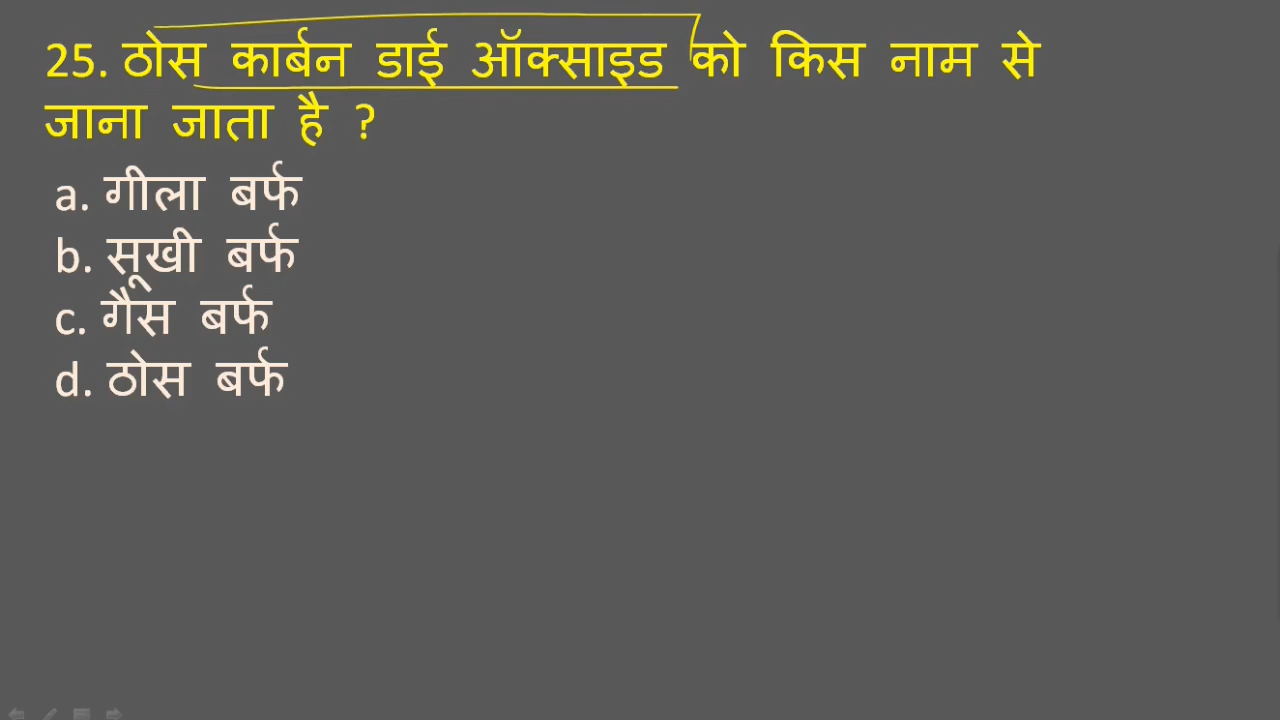 25. ठोस कार्बन डाई ऑक्साइड को किस नाम से
जाना जाता है ?
a. गीला बर्फ
b. सूखी बर्फ
c. गैस बर्फ
d. ठोस बर्फ